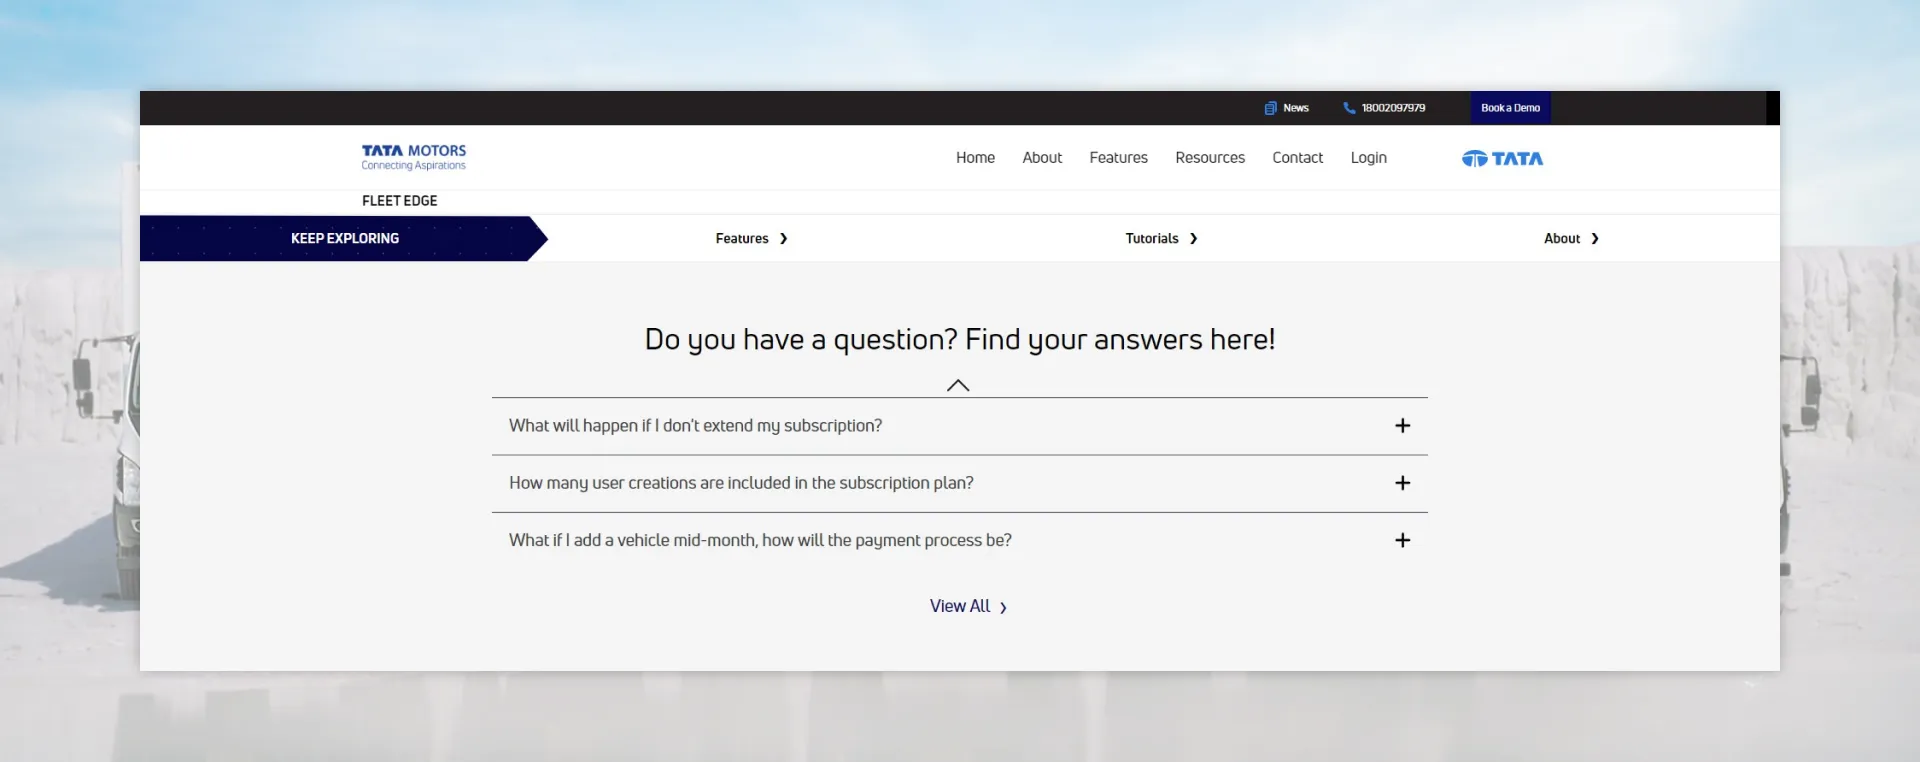 News 18002097979 Book a Demo
TATA MOTORS
Connecting Aspirations
Home About Features Resources Contact Login
TATA
FLEET EDGE
KEEP EXPLORING Features Tutorials About
Do you have a question? Find your answers here!
What will happen if I don't extend my subscription?
How many user creations are included in the subscription plan?
What if I add a vehicle mid-month, how will the payment process be?
View All